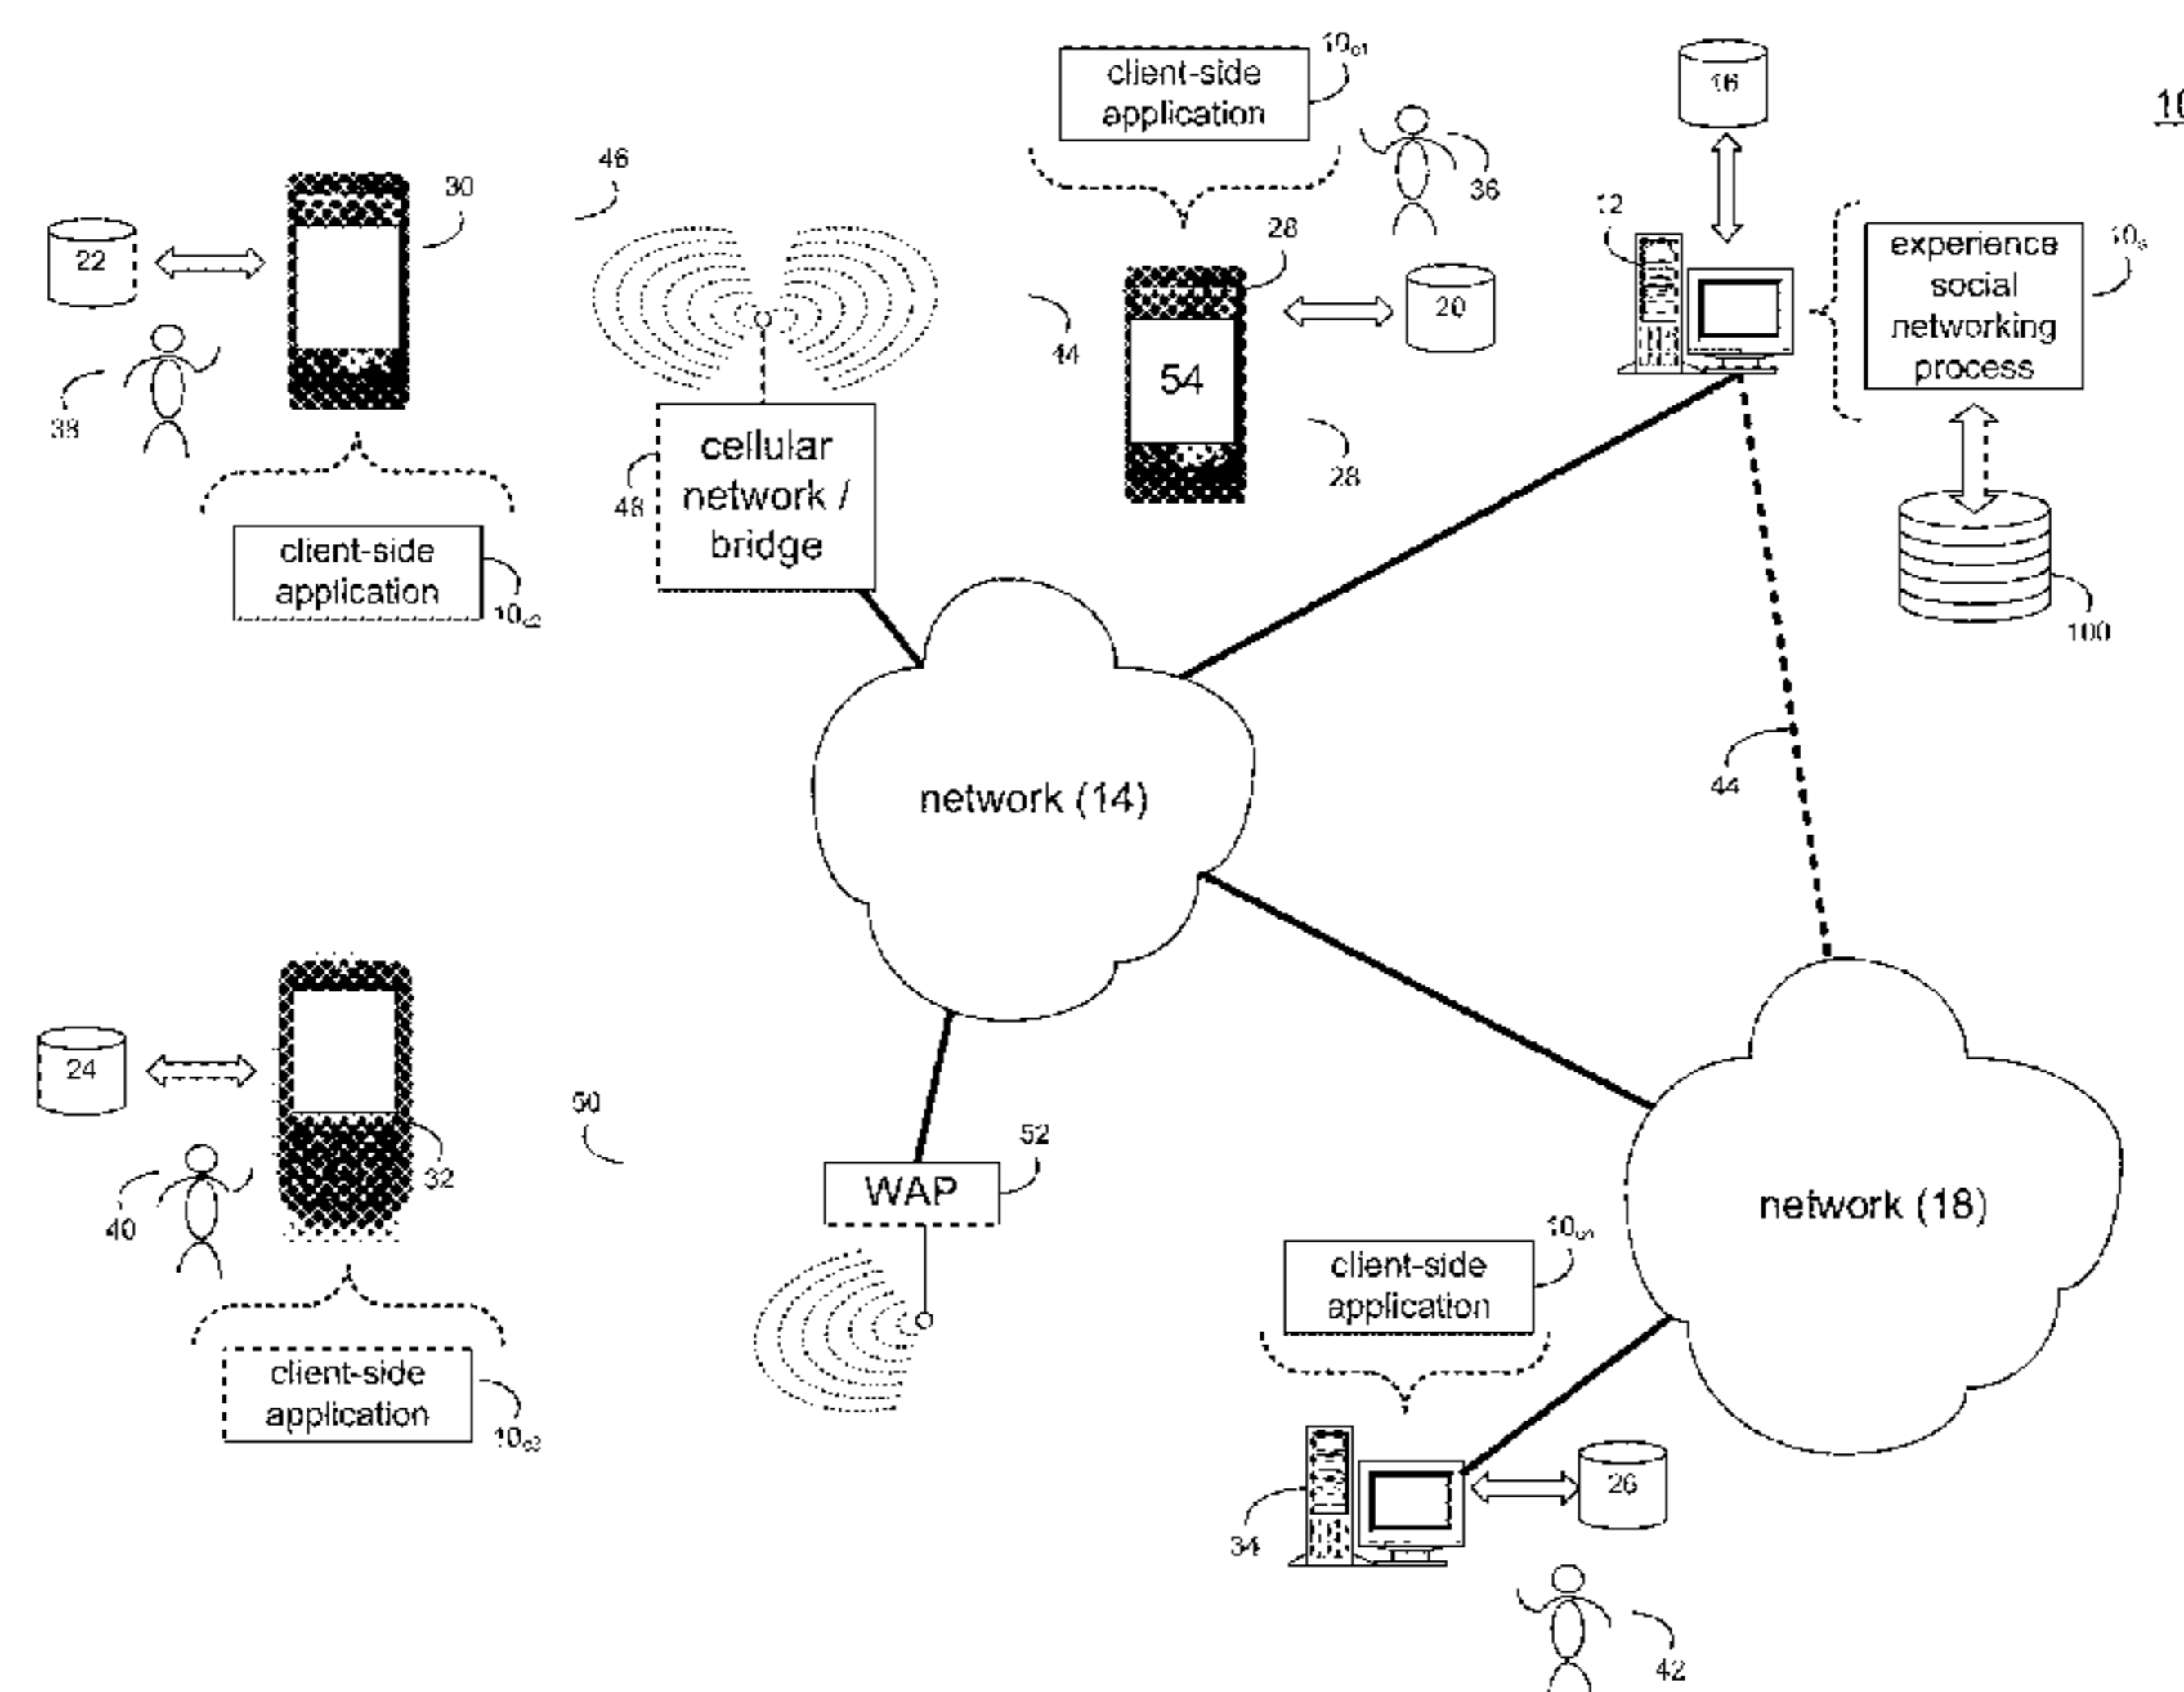 10c1
client-side
application
16
10
46
30
36
12
22
28
experience
social
networking
process
10s
20
44
54
38
cellular
network /
bridge
48
28
client-side
application
10c2
100
network (14)
44
24
50
52
32
WAP
40
network (18)
10c4
client-side
application
client-side
application
10c3
26
34
42